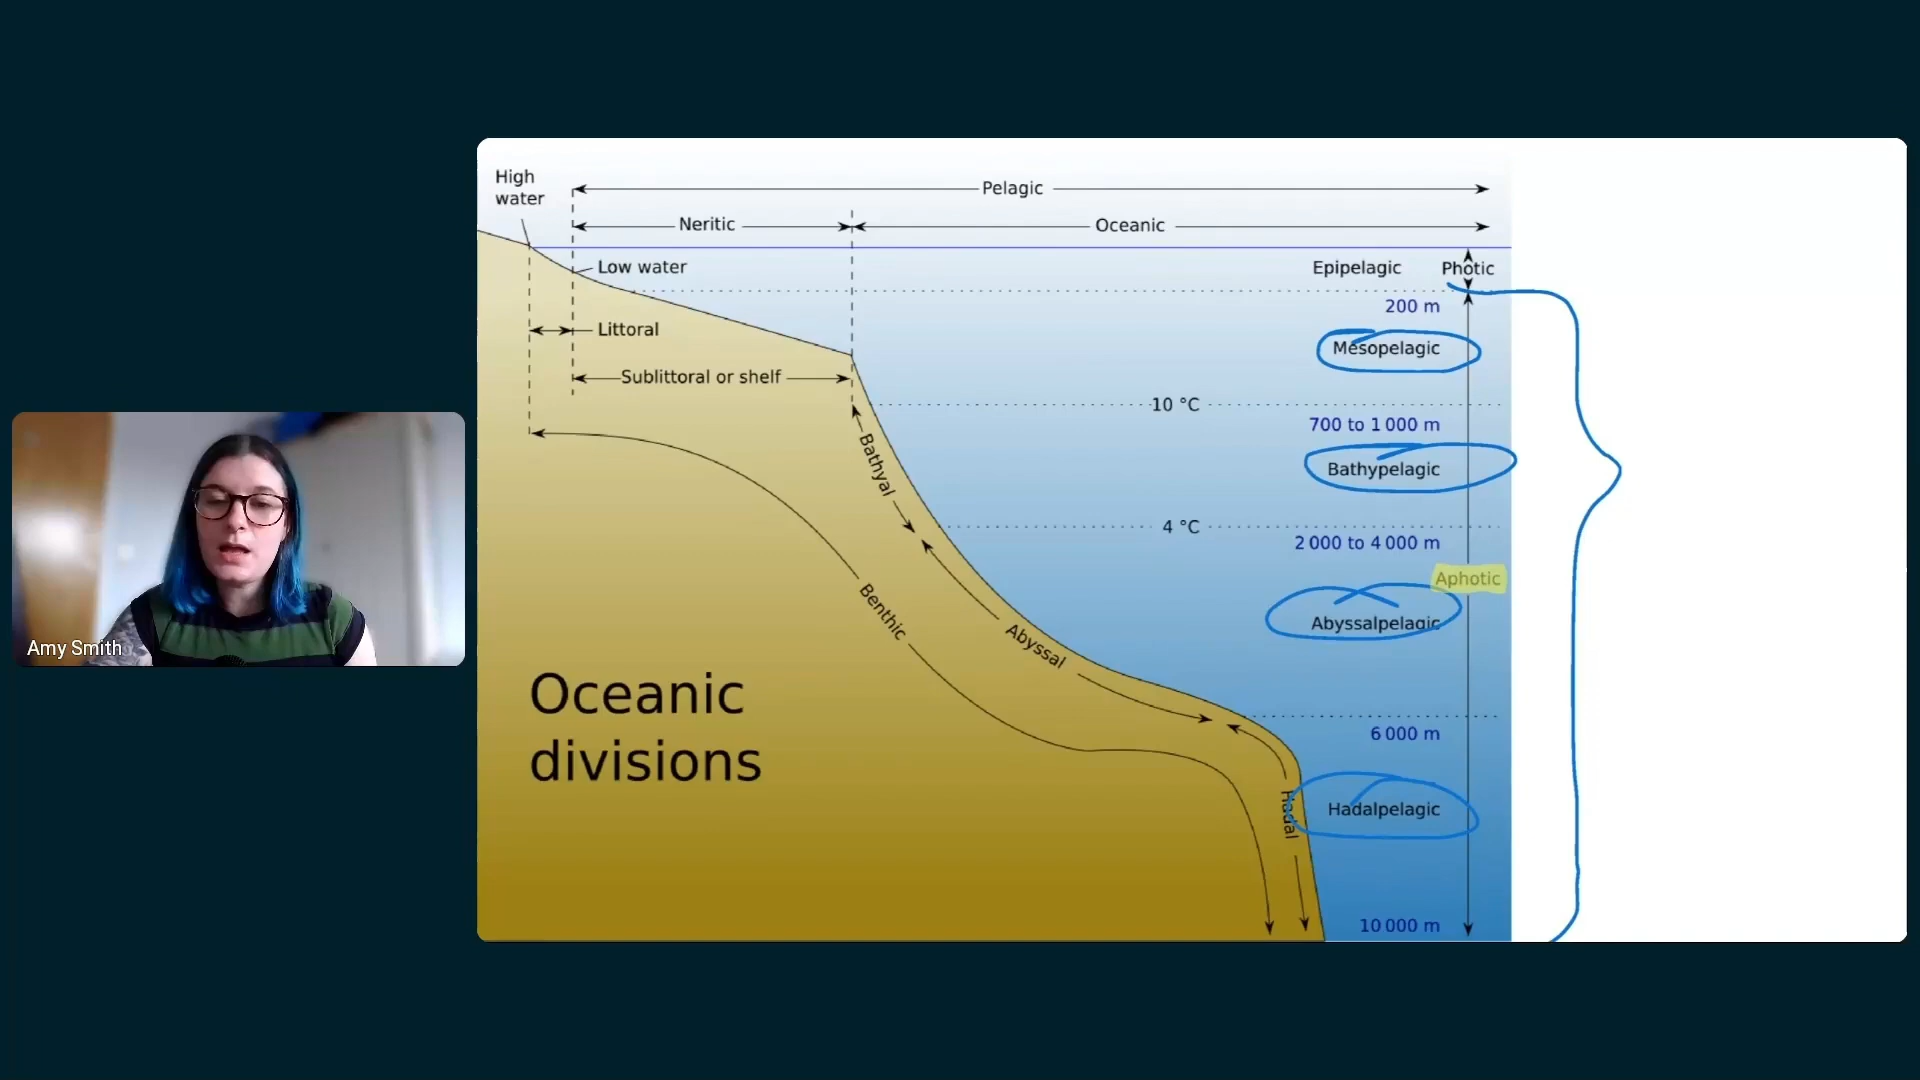 High
water
Pelagic
Neritic
Oceanic
Low water
Epipelagic
Photic
200 m
Littoral
Mesopelagic
Sublittoral or shelf
10 °C
700 to 1 000 m
Bathyal
Bathypelagic
4 °C
2 000 to 4 000 m
Aphotic
Benthic
Abyssal
Abyssalpelagic
Amy Smith
Oceanic
divisions
6 000 m
Hadal
Hadalpelagic
10 000 m